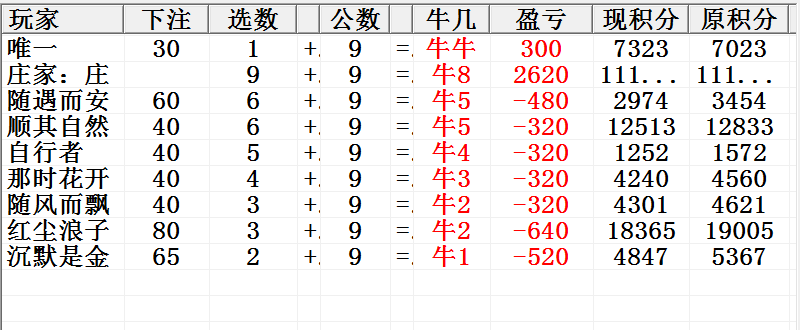 玩家 下注 选数 公数 牛几 盈亏 现积分 原积分
唯一 30 1 +. 9 =. 牛牛 300 7323 7023
庄家：庄 9 +. 9 =. 牛8 2620 111... 111...
随遇而安 60 6 +. 9 =. 牛5 -480 2974 3454
顺其自然 40 6 +. 9 =. 牛5 -320 12513 12833
自行者 40 5 +. 9 =. 牛4 -320 1252 1572
那时花开 40 4 +. 9 =. 牛3 -320 4240 4560
随风而飘 40 3 +. 9 =. 牛2 -320 4301 4621
红尘浪子 80 3 +. 9 =. 牛2 -640 18365 19005
沉默是金 65 2 +. 9 =. 牛1 -520 4847 5367